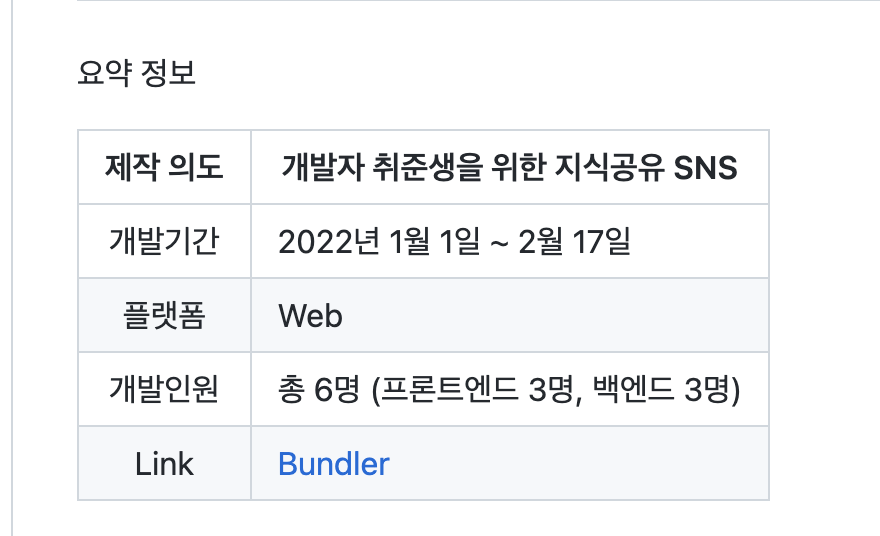 요약 정보
제작 의도 개발자 취준생을 위한 지식공유 SNS
개발기간 2022년 1월 1일 ~ 2월 17일
플랫폼 Web
개발인원 총 6명 (프론트엔드 3명, 백엔드 3명)
Link Bundler